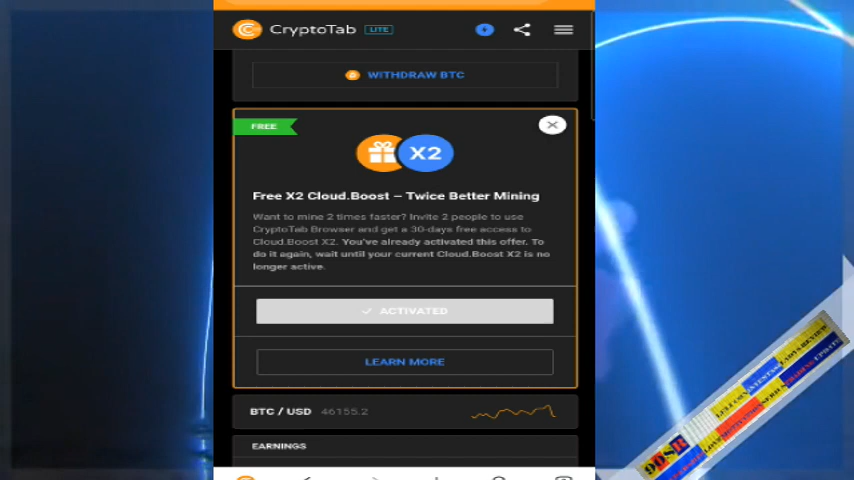 CryptoTab LITE
WITHDRAW BTC
FREE
X2
Free X2 Cloud.Boost – Twice Better Mining
Want to mine 2 times faster? Invite 2 people to use
CryptoTab Browser and get a 30-days free access to
Cloud.Boost X2. You've already activated this offer. To
do it again, wait until your current Cloud.Boost X2 is no
longer active.
ACTIVATED
LEARN MORE
BTC / USD 46155.2
EARNINGS
90SR